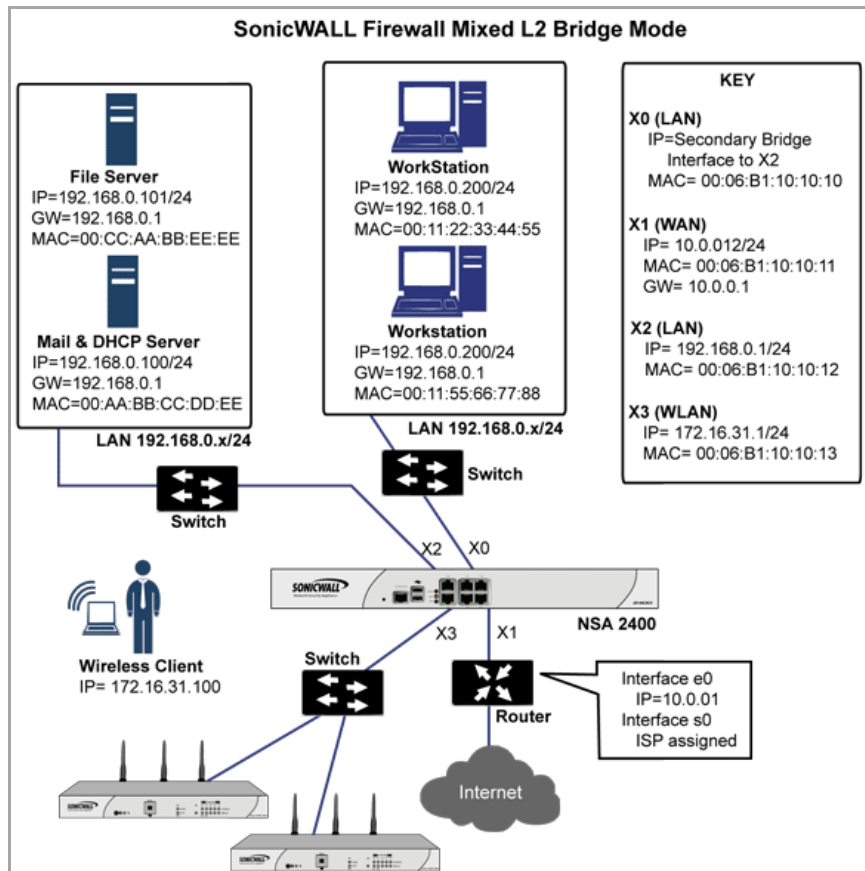 SonicWALL Firewall Mixed L2 Bridge Mode
File Server
IP=192.168.0.101/24
GW=192.168.0.1
MAC=00:CC:AA:BB:EE:EE
Mail & DHCP Server
IP=192.168.0.100/24
GW=192.168.0.1
MAC=00:AA:BB:CC:DD:EE
LAN 192.168.0.x/24
WorkStation
IP=192.168.0.200/24
GW=192.168.0.1
MAC=00:11:22:33:44:55
Workstation
IP=192.168.0.200/24
GW=192.168.0.1
MAC=00:11:55:66:77:88
LAN 192.168.0.x/24
KEY
X0 (LAN)
IP=Secondary Bridge
Interface to X2
MAC= 00:06:B1:10:10:10
X1 (WAN)
IP= 10.0.012/24
MAC= 00:06:B1:10:10:11
GW= 10.0.0.1
X2 (LAN)
IP= 192.168.0.1/24
MAC= 00:06:B1:10:10:12
X3 (WLAN)
IP= 172.16.31.1/24
MAC= 00:06:B1:10:10:13
Switch
Switch
X2
X0
SONICWALL
NSA 2400
X3
X1
Wireless Client
IP= 172.16.31.100
Switch
Router
Interface e0
IP=10.0.01
Interface s0
ISP assigned
Internet
SONICWALL
SONICWALL